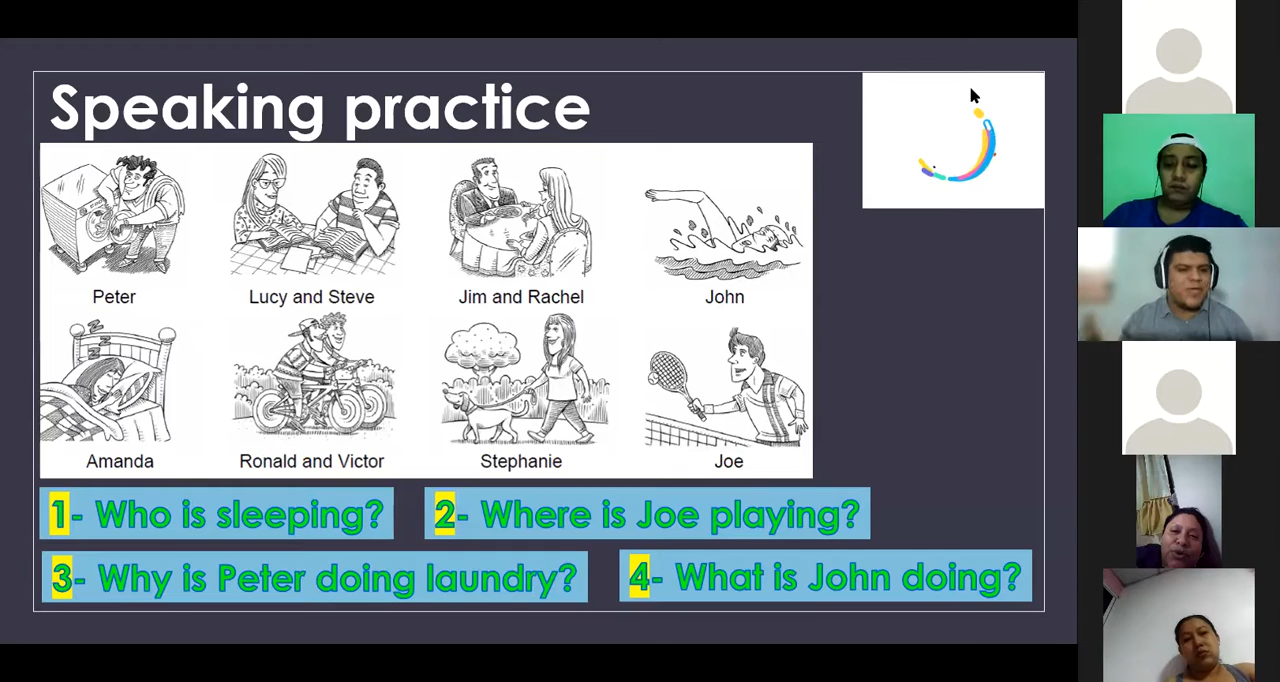 Speaking practice
Peter
Lucy and Steve
Jim and Rachel
John
z z z z
Amanda
Ronald and Victor
Stephanie
Joe
1- Who is sleeping?
2- Where is Joe playing?
3- Why is Peter doing laundry?
4- What is John doing?